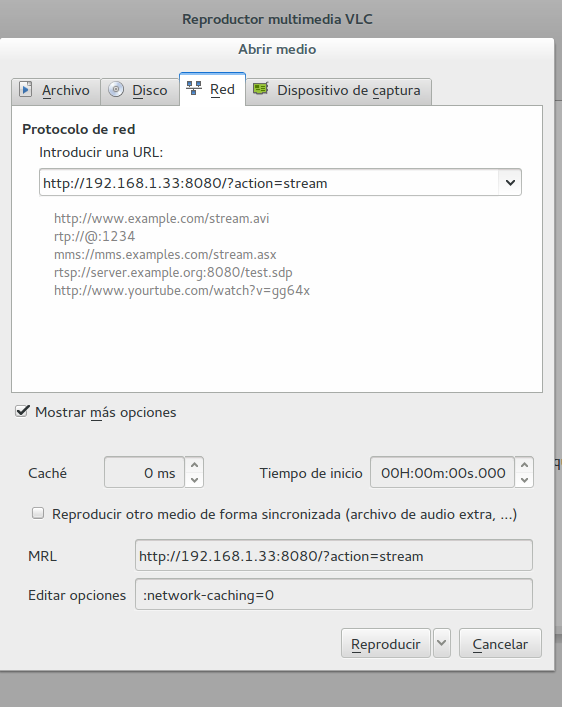 Reproductor multimedia VLC
Abrir medio
Archivo Disco Red Dispositivo de captura
Protocolo de red
Introducir una URL:
http://192.168.1.33:8080/?action=stream
http://www.example.com/stream.avi
rtp://@:1234
mms://mms.examples.com/stream.asx
rtsp://server.example.org:8080/test.sdp
http://www.yourtube.com/watch?v=gg64x
Mostrar más opciones
Caché 0 ms Tiempo de inicio 00H:00m:00s.000
Reproducir otro medio de forma sincronizada (archivo de audio extra, ...)
MRL http://192.168.1.33:8080/?action=stream
Editar opciones :network-caching=0
Reproducir Cancelar